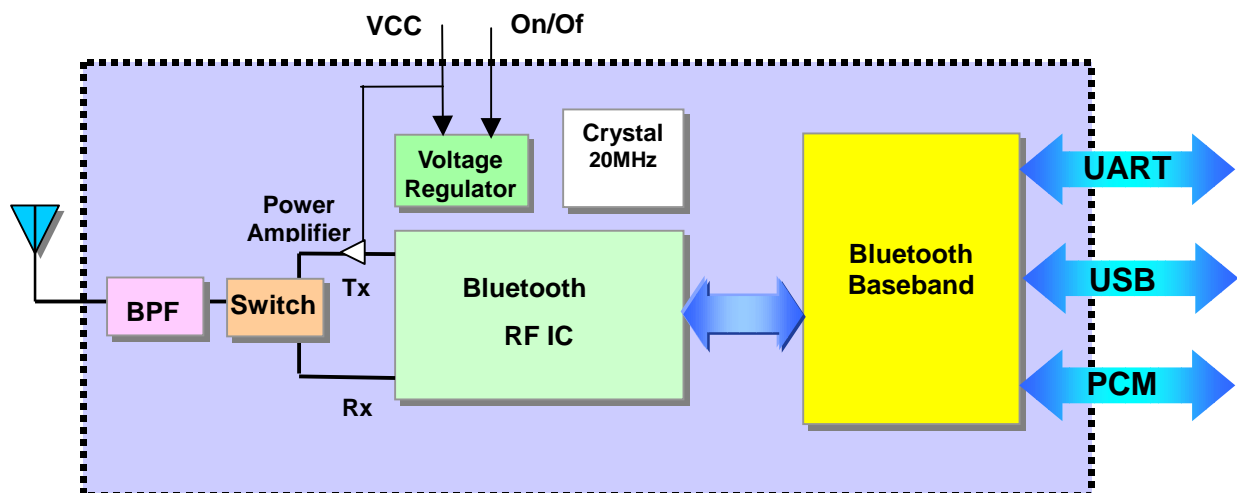 VCC
On/Of
Crystal
20MHz
Voltage
Regulator
Power
Amplifier
Tx
BPF
Switch
Bluetooth
RF IC
Rx
Bluetooth
Baseband
UART
USB
PCM